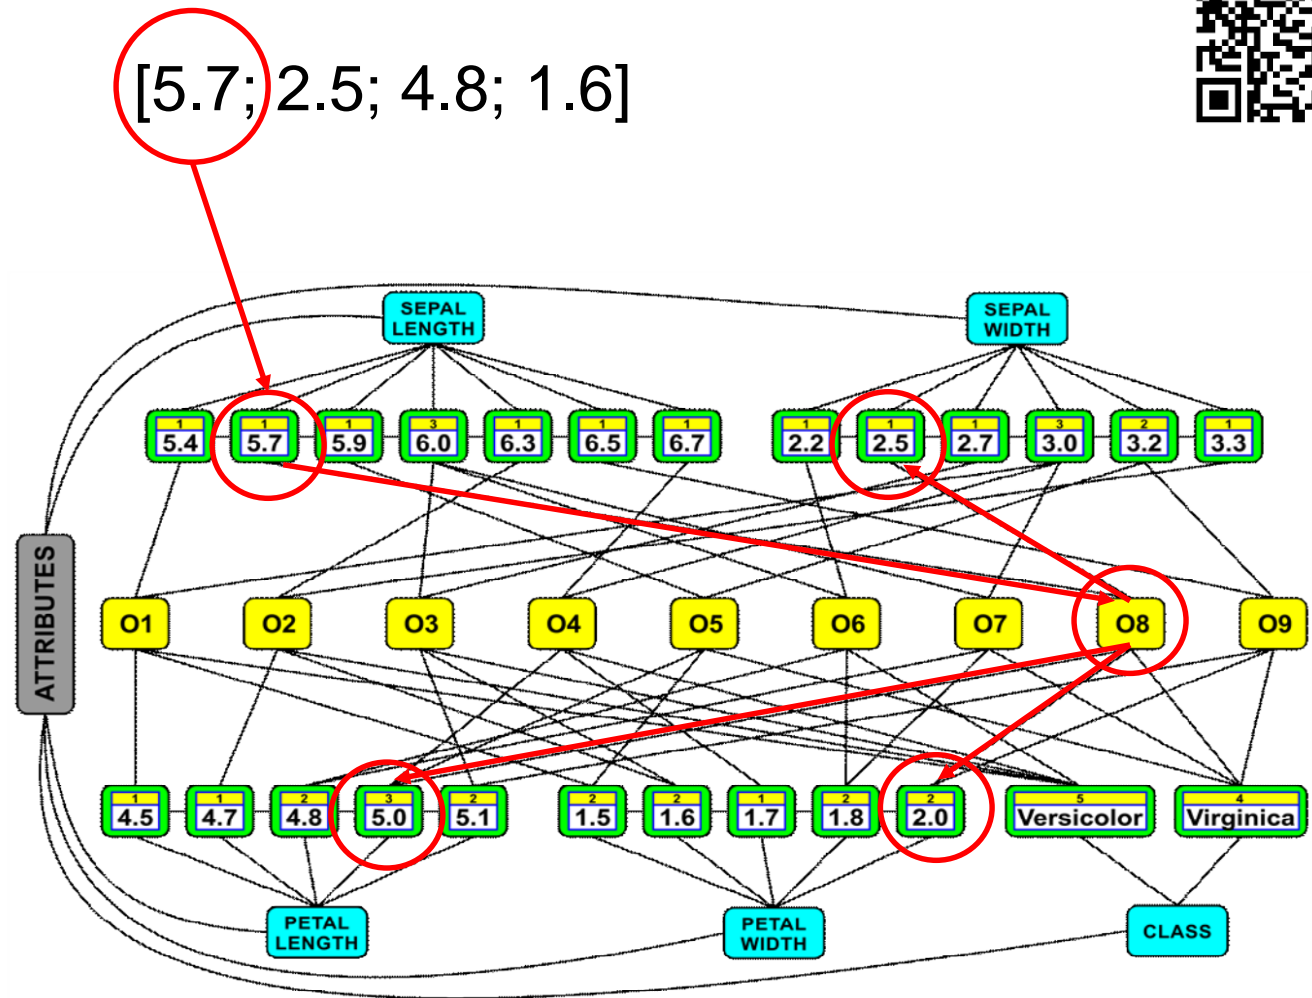 [5.7; 2.5; 4.8; 1.6]
SEPAL
LENGTH
SEPAL
WIDTH
1 1 1 3 1 1 1 1 1 1 3 2 1
5.4 5.7 5.9 6.0 6.3 6.5 6.7 2.2 2.5 2.7 3.0 3.2 3.3
ATTRIBUTES
O1 O2 O3 O4 O5 O6 O7 O8 O9
1 1 2 3 2 2 2 1 2 2 5 4
4.5 4.7 4.8 5.0 5.1 1.5 1.6 1.7 1.8 2.0 Versicolor Virginica
PETAL
LENGTH
PETAL
WIDTH
CLASS